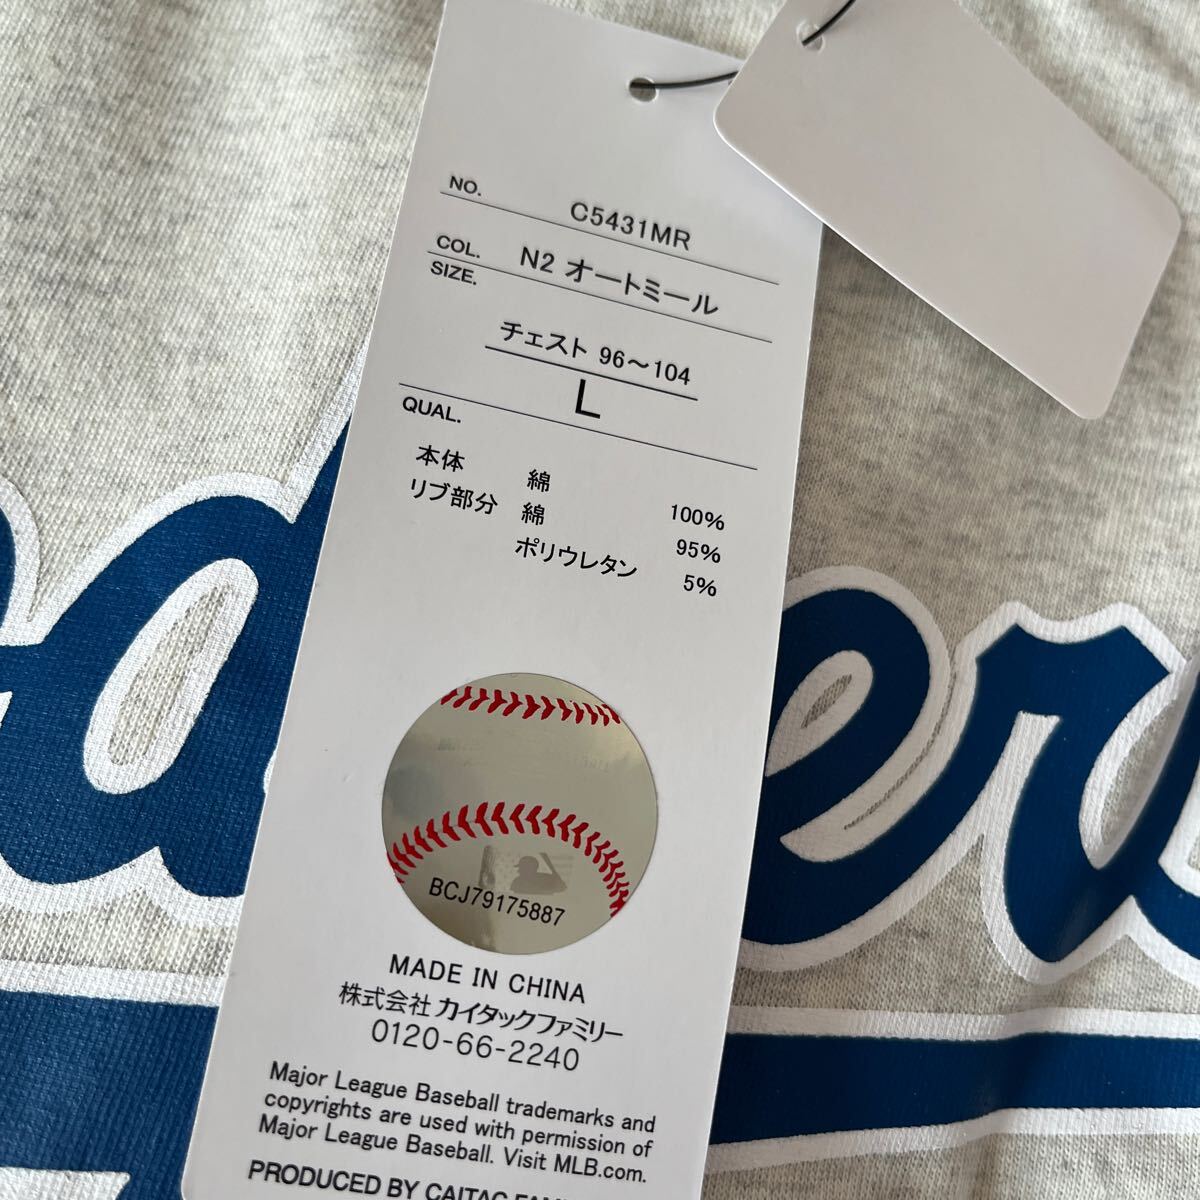 NO. C5431MR
COL. N2 オートミール
SIZE.
チェスト 96～104
L
QUAL.
本体 綿 100%
リブ部分 綿 95%
ポリウレタン 5%
BCJ79175887
MADE IN CHINA
株式会社 カイタックファミリー
0120-66-2240
Major League Baseball trademarks and
copyrights are used with permission of
Major League Baseball. Visit MLB.com.
PRODUCED BY CAITAC